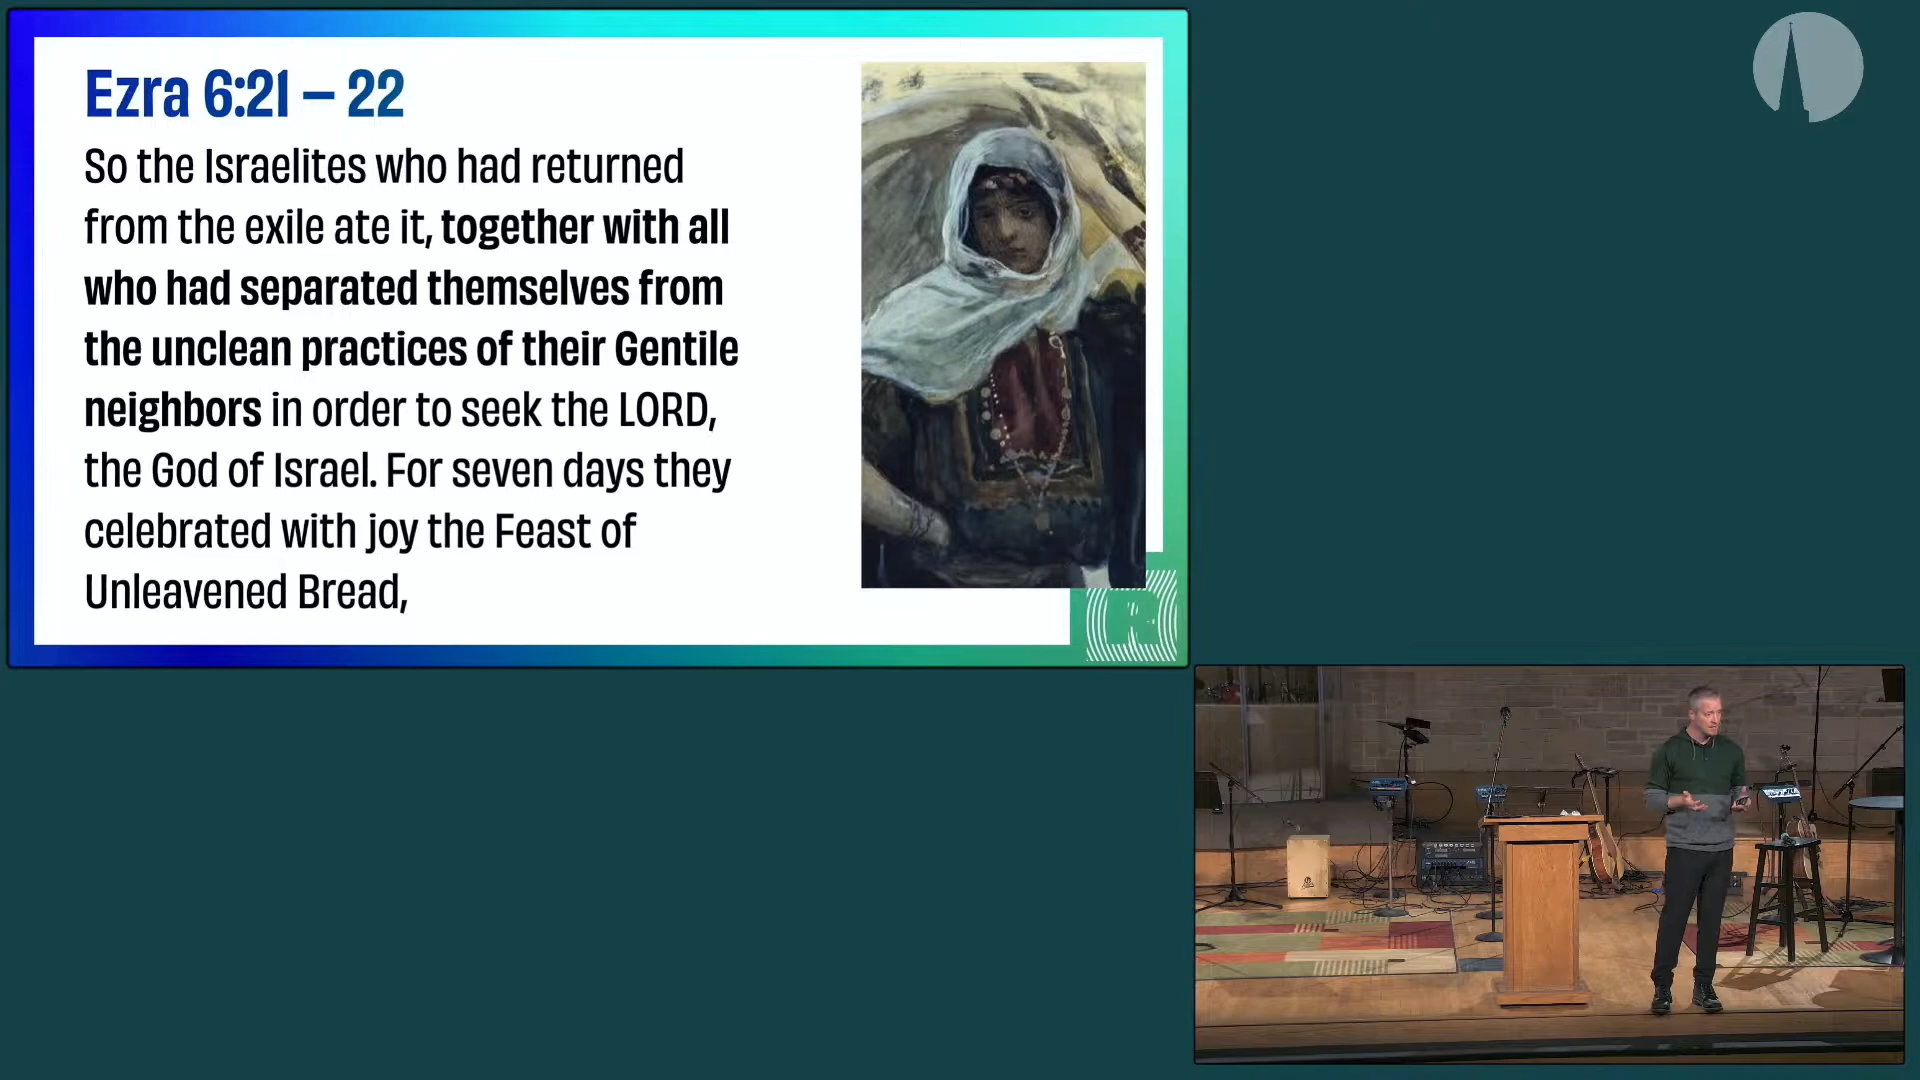 Ezra 6:21 – 22
So the Israelites who had returned
from the exile ate it, together with all
who had separated themselves from
the unclean practices of their Gentile
neighbors in order to seek the LORD,
the God of Israel. For seven days they
celebrated with joy the Feast of
Unleavened Bread,
R